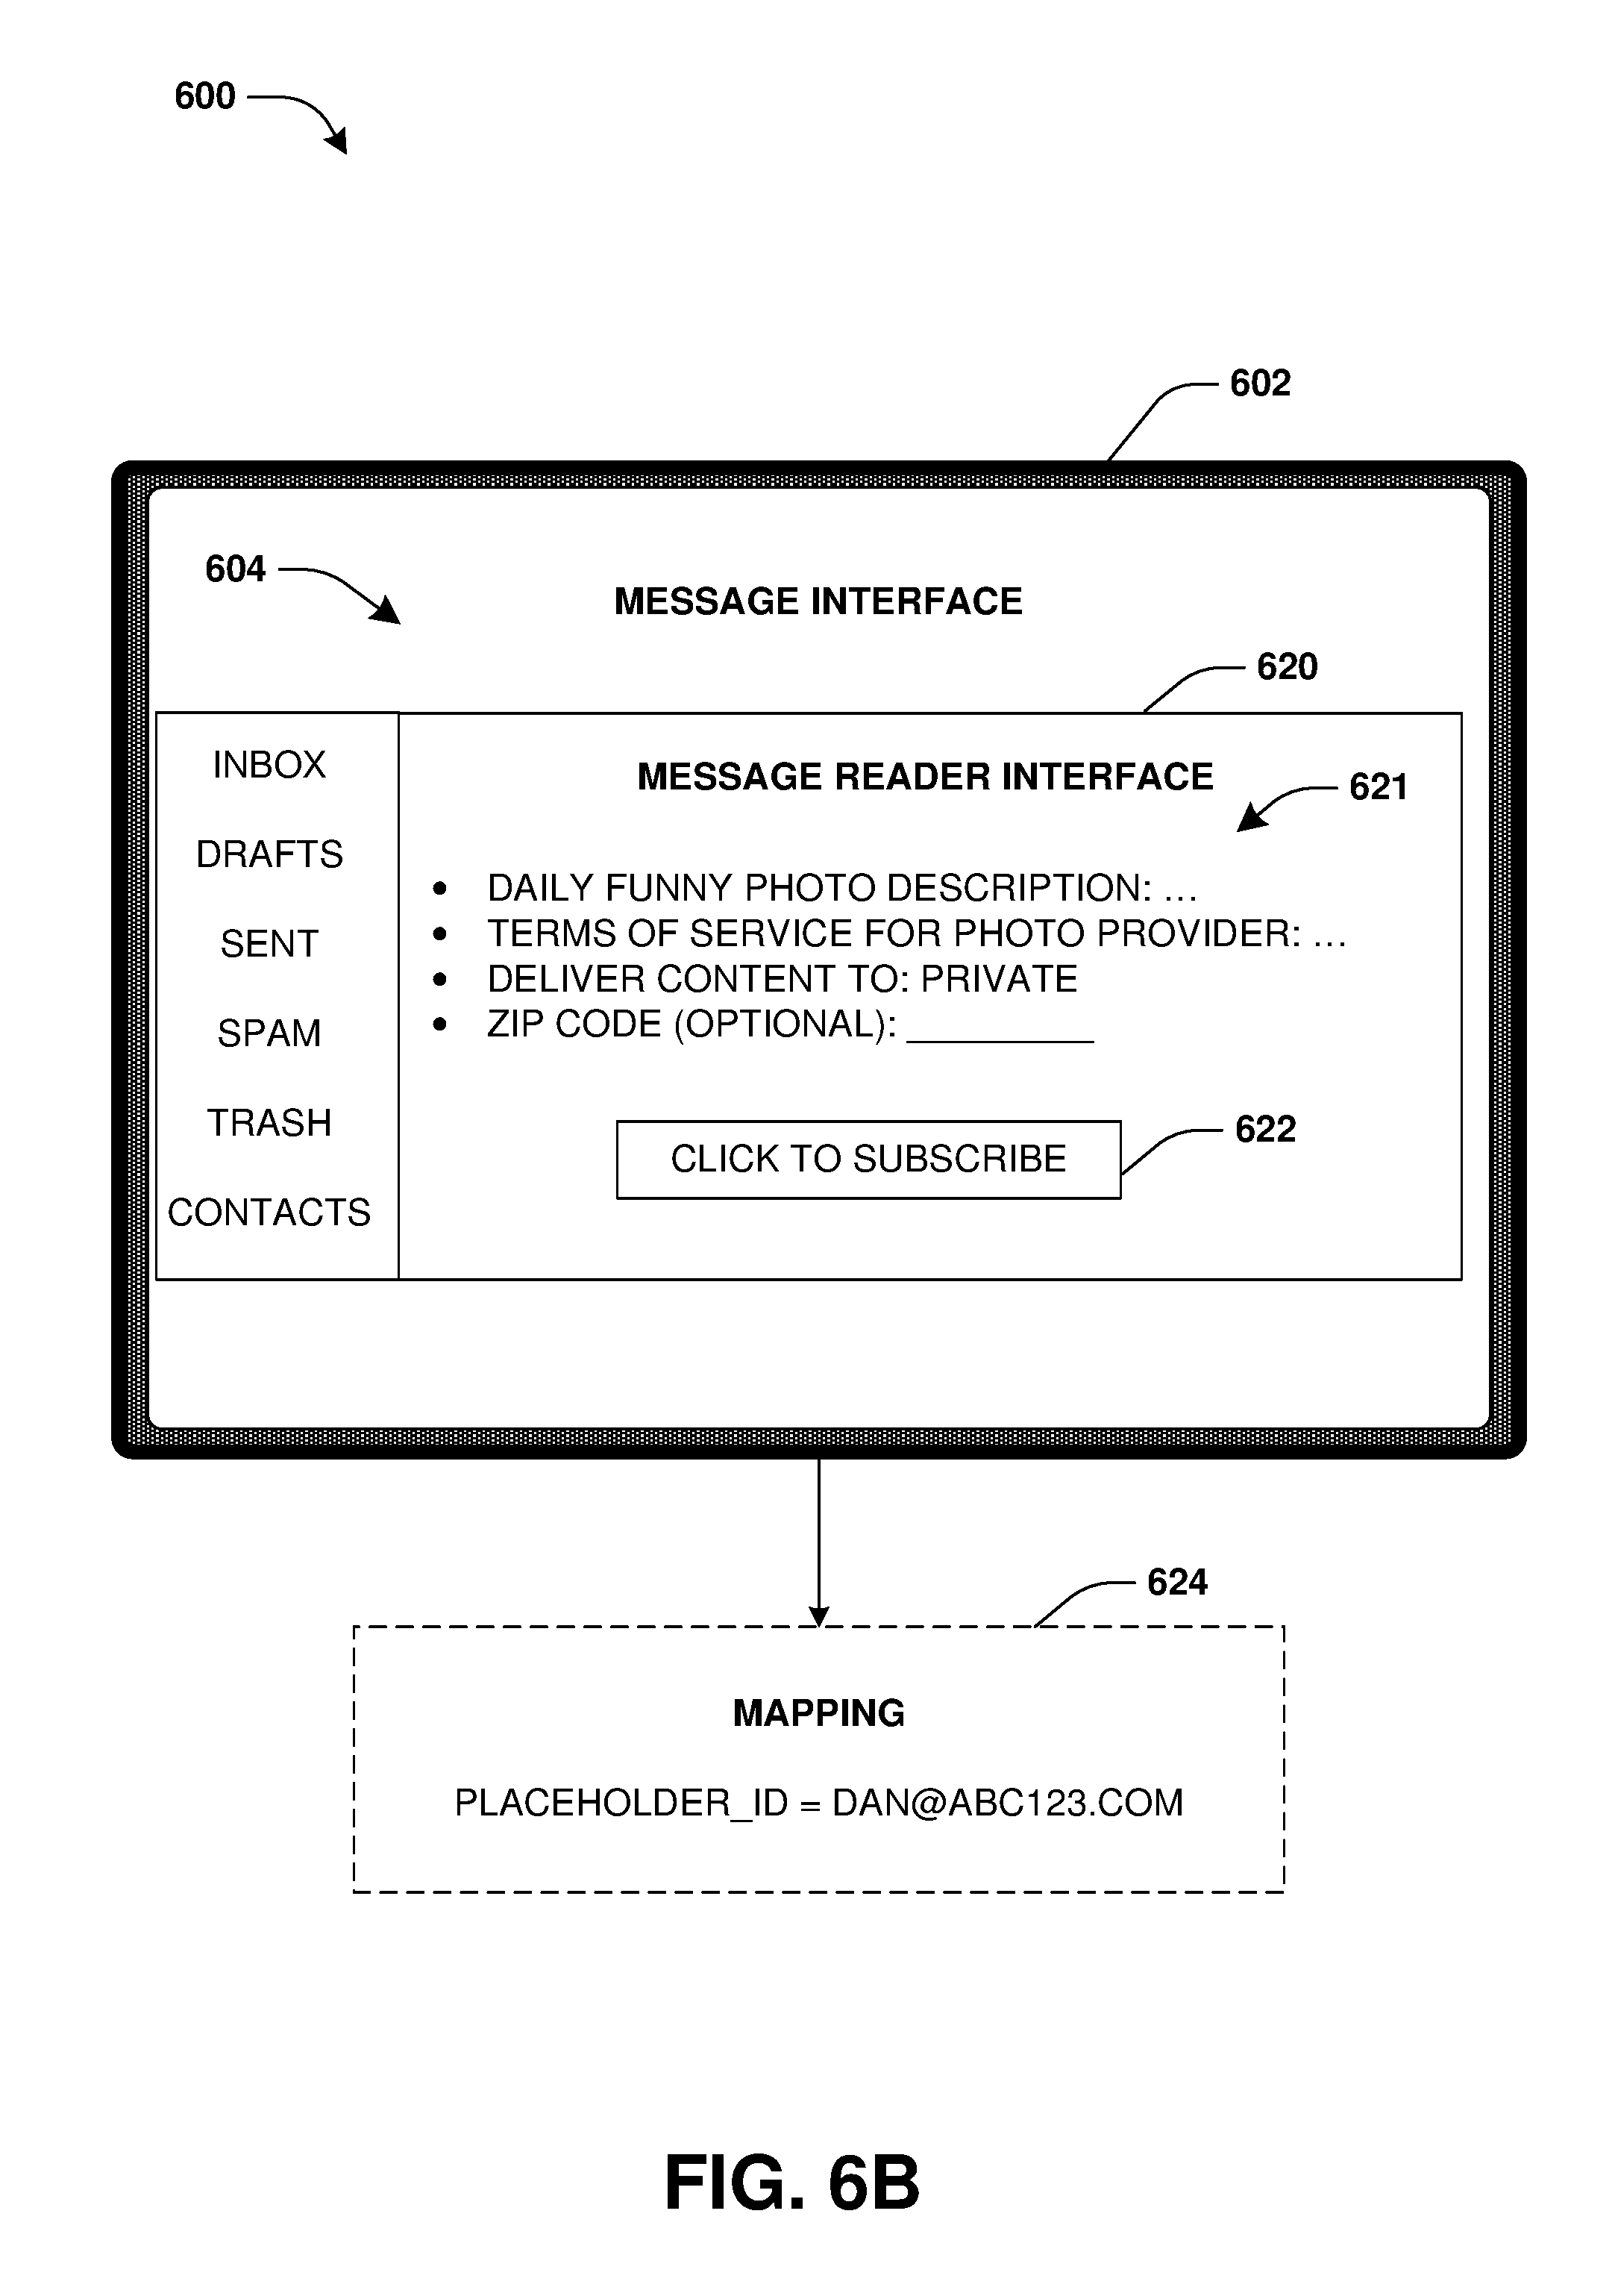 600
602
604
MESSAGE INTERFACE
620
INBOX
DRAFTS
SENT
SPAM
TRASH
CONTACTS
MESSAGE READER INTERFACE
621
• DAILY FUNNY PHOTO DESCRIPTION: ...
• TERMS OF SERVICE FOR PHOTO PROVIDER: ...
• DELIVER CONTENT TO: PRIVATE
• ZIP CODE (OPTIONAL): _________
CLICK TO SUBSCRIBE
622
624
MAPPING
PLACEHOLDER_ID = DAN@ABC123.COM
FIG. 6B